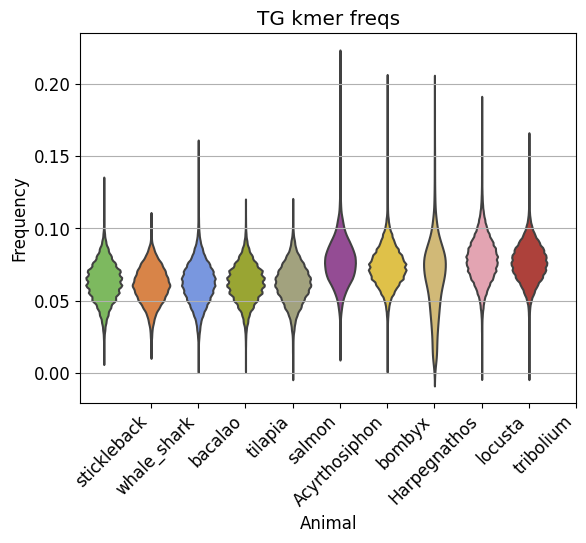 TG kmer freqs
Frequency
0.20
0.15
0.10
0.05
0.00
stickleback
whale_shark
bacalao
tilapia
salmon
Acyrthosiphon
bombyx
Harpegnathos
locusta
tribolium
Animal